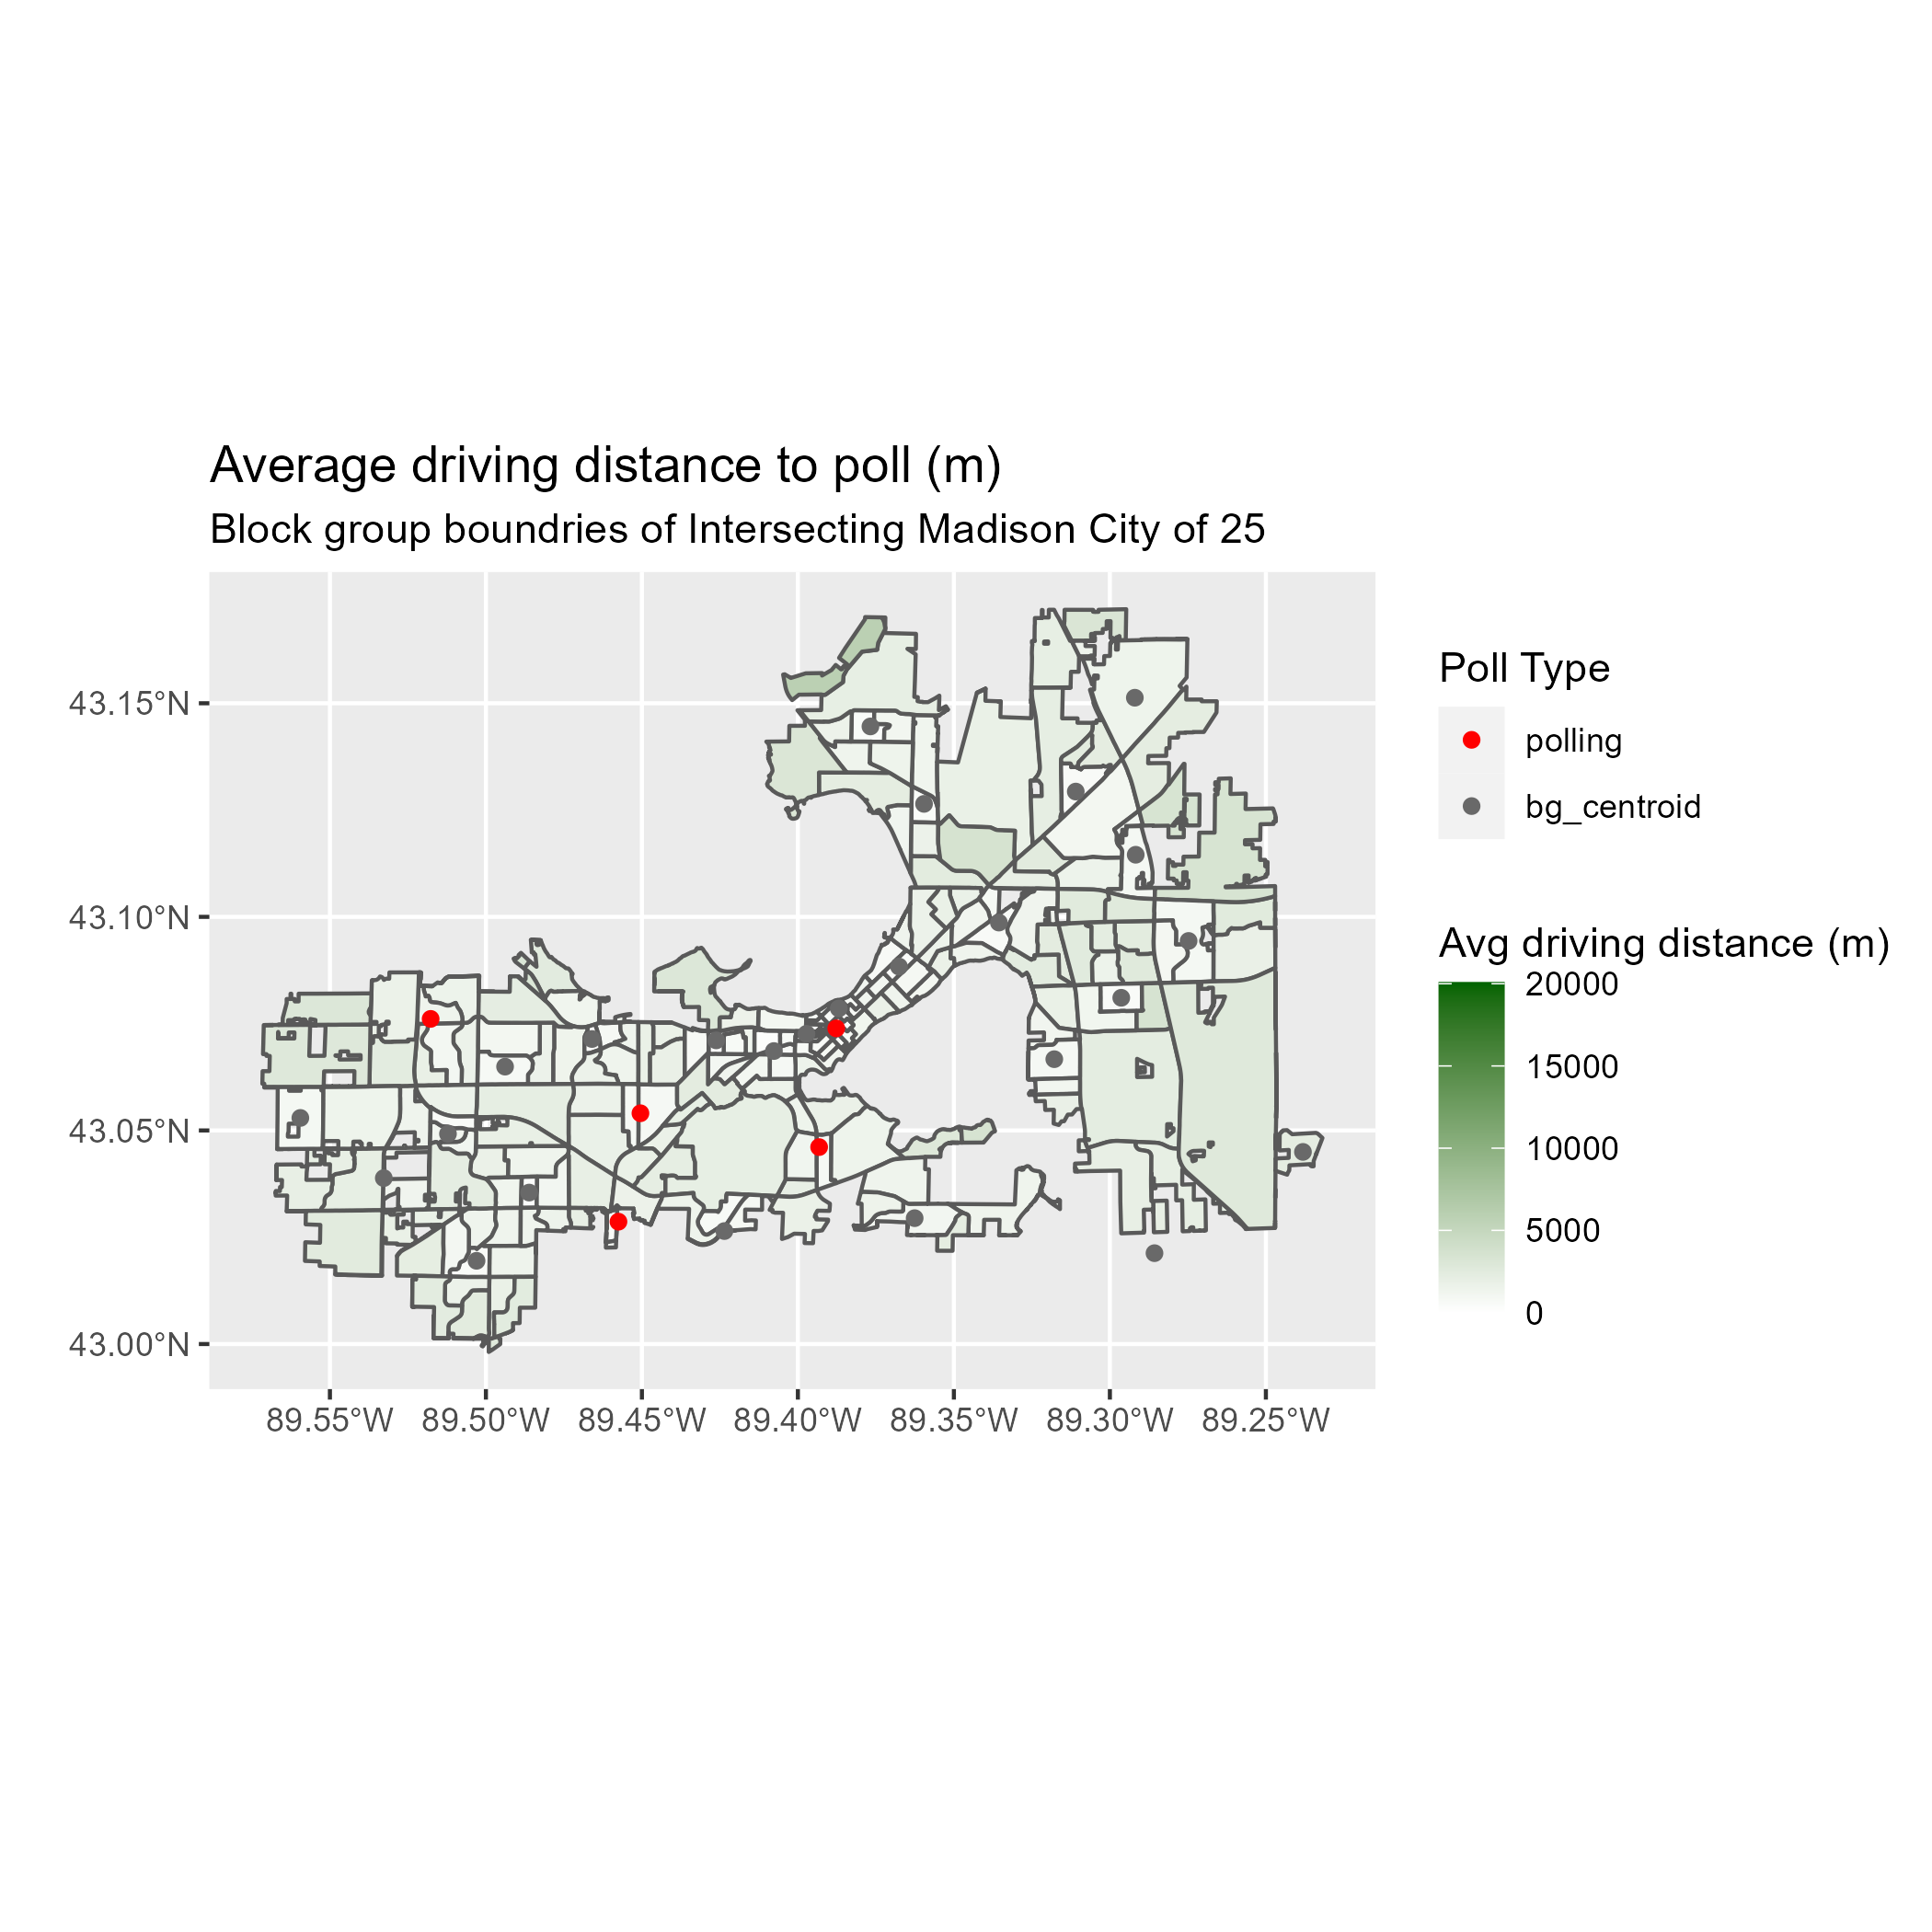 Average driving distance to poll (m)
Block group boundries of Intersecting Madison City of 25
Poll Type
polling
bg_centroid
Avg driving distance (m)
20000
15000
10000
5000
0
43.15°N
43.10°N
43.05°N
43.00°N
89.55°W 89.50°W 89.45°W 89.40°W 89.35°W 89.30°W 89.25°W